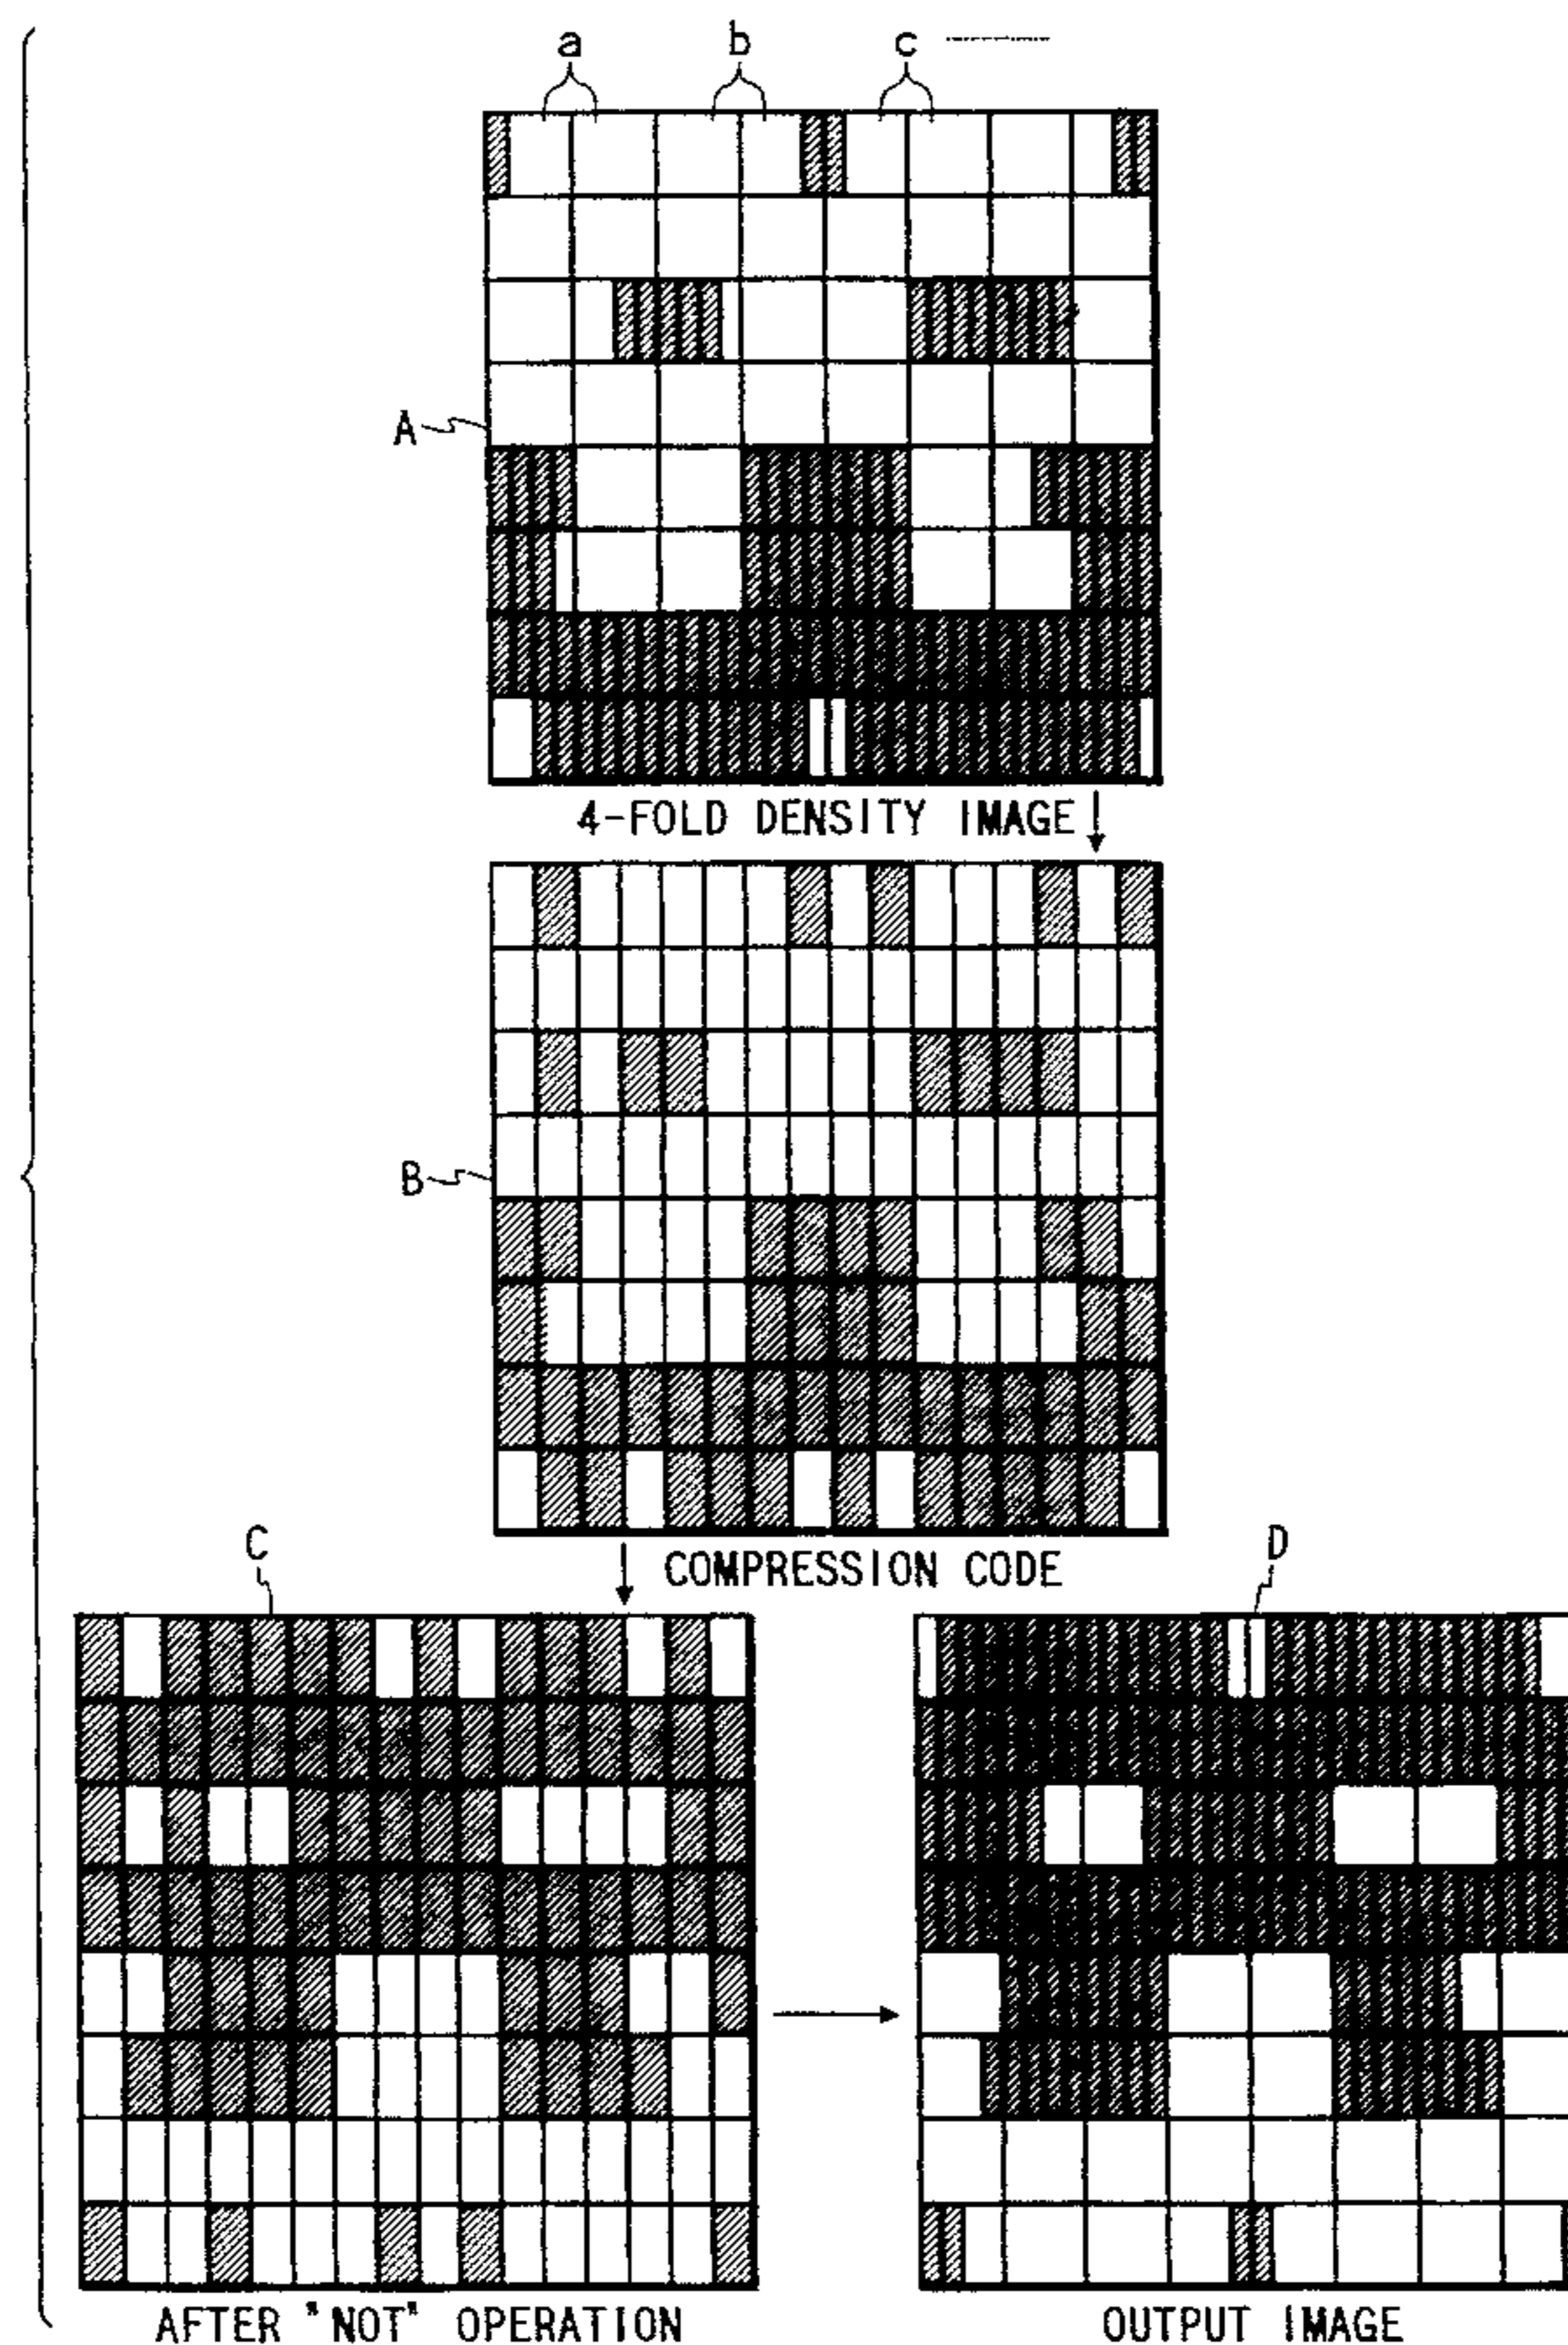 a b c
A
4-FOLD DENSITY IMAGE
B
COMPRESSION CODE
C
D
AFTER "NOT" OPERATION
OUTPUT IMAGE